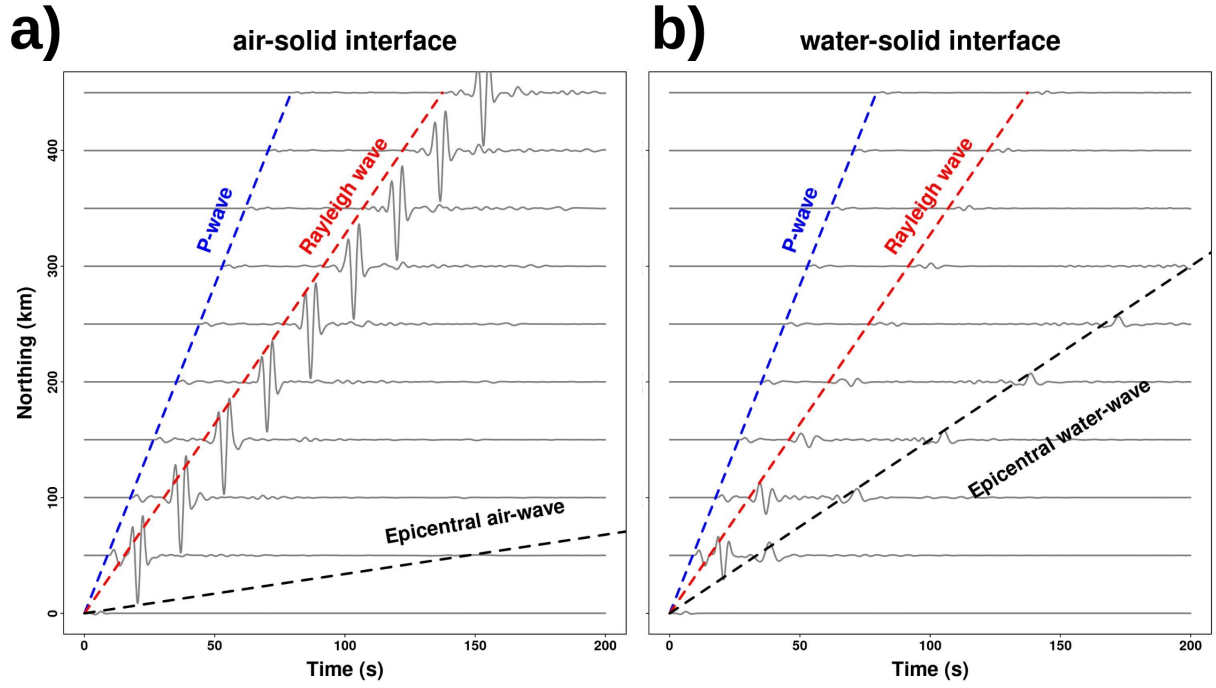 a)
air-solid interface
Northing (km)
400
300
200
100
0
P-wave
Rayleigh wave
Epicentral air-wave
0 50 100 150 200
Time (s)
b)
water-solid interface
P-wave
Rayleigh wave
Epicentral water-wave
0 50 100 150 200
Time (s)